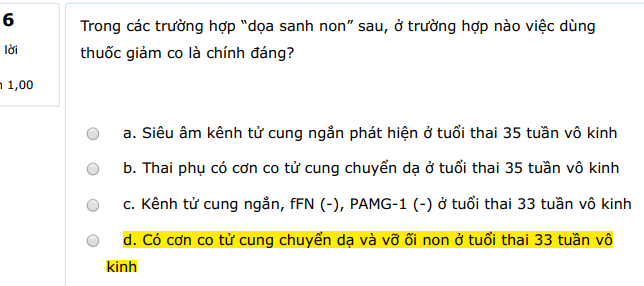 6
lời
1,00
Trong các trường hợp “dọa sanh non” sau, ở trường hợp nào việc dùng
thuốc giảm co là chính đáng?
a. Siêu âm kênh tử cung ngắn phát hiện ở tuổi thai 35 tuần vô kinh
b. Thai phụ có cơn co tử cung chuyển dạ ở tuổi thai 35 tuần vô kinh
c. Kênh tử cung ngắn, fFN (-), PAMG-1 (-) ở tuổi thai 33 tuần vô kinh
d. Có cơn co tử cung chuyển dạ và vỡ ối non ở tuổi thai 33 tuần vô
kinh